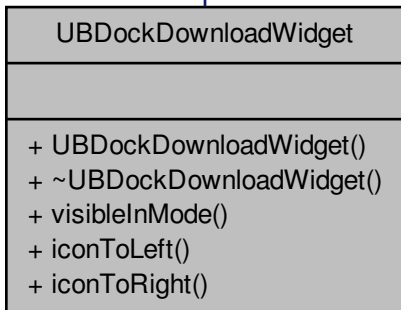 UBDockDownloadWidget
+ UBDockDownloadWidget()
+ ~UBDockDownloadWidget()
+ visibleInMode()
+ iconToLeft()
+ iconToRight()